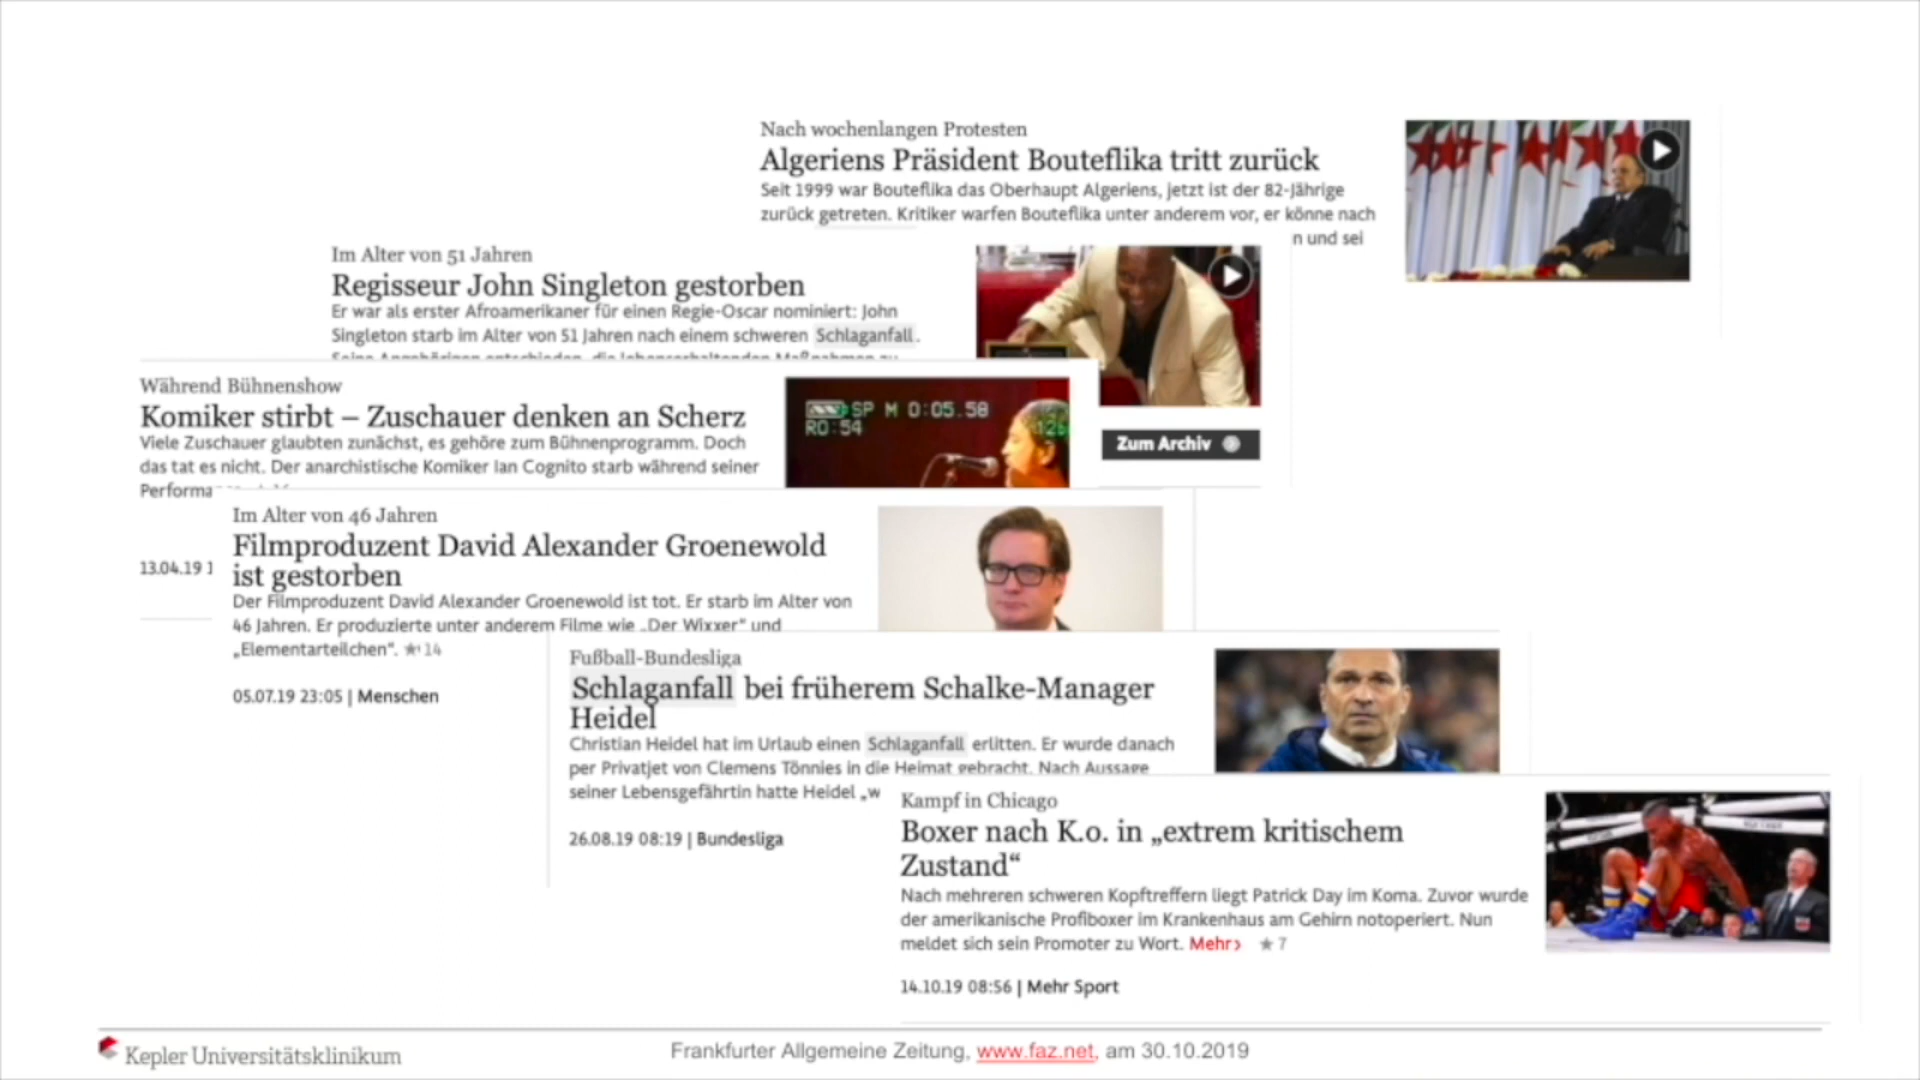 Nach wochenlangen Protesten
Algeriens Präsident Bouteflika tritt zurück
Seit 1999 war Bouteflika das Oberhaupt Algeriens, jetzt ist der 82-Jährige
zurück getreten. Kritiker warfen Bouteflika unter anderem vor, er könne nach
n und sei
Im Alter von 51 Jahren
Regisseur John Singleton gestorben
Er war als erster Afroamerikaner für einen Regie-Oscar nominiert: John
Singleton starb im Alter von 51 Jahren nach einem schweren Schlaganfall.
Zum Archiv
Während Bühnenshow
Komiker stirbt – Zuschauer denken an Scherz
Viele Zuschauer glaubten zunächst, es gehöre zum Bühnenprogramm. Doch
das tat es nicht. Der anarchistische Komiker Ian Cognito starb während seiner
Performa
SP M 0:05.58
RO:54
126
13.04.19 1
Im Alter von 46 Jahren
Filmproduzent David Alexander Groenewold
ist gestorben
Der Filmproduzent David Alexander Groenewold ist tot. Er starb im Alter von
46 Jahren. Er produzierte unter anderem Filme wie „Der Wixxer“ und
„Elementarteilchen“. 14
05.07.19 23:05 | Menschen
Fußball-Bundesliga
Schlaganfall bei früherem Schalke-Manager
Heidel
Christian Heidel hat im Urlaub einen Schlaganfall erlitten. Er wurde danach
per Privatjet von Clemens Tönnies in die Heimat gebracht. Nach Aussage
seiner Lebensgefährtin hatte Heidel „w
26.08.19 08:19 | Bundesliga
Kampf in Chicago
Boxer nach K.o. in „extrem kritischem
Zustand“
Nach mehreren schweren Kopftreffern liegt Patrick Day im Koma. Zuvor wurde
der amerikanische Profiboxer im Krankenhaus am Gehirn notoperiert. Nun
meldet sich sein Promoter zu Wort. Mehr› ★ 7
14.10.19 08:56 | Mehr Sport
Kepler Universitätsklinikum
Frankfurter Allgemeine Zeitung, www.faz.net, am 30.10.2019